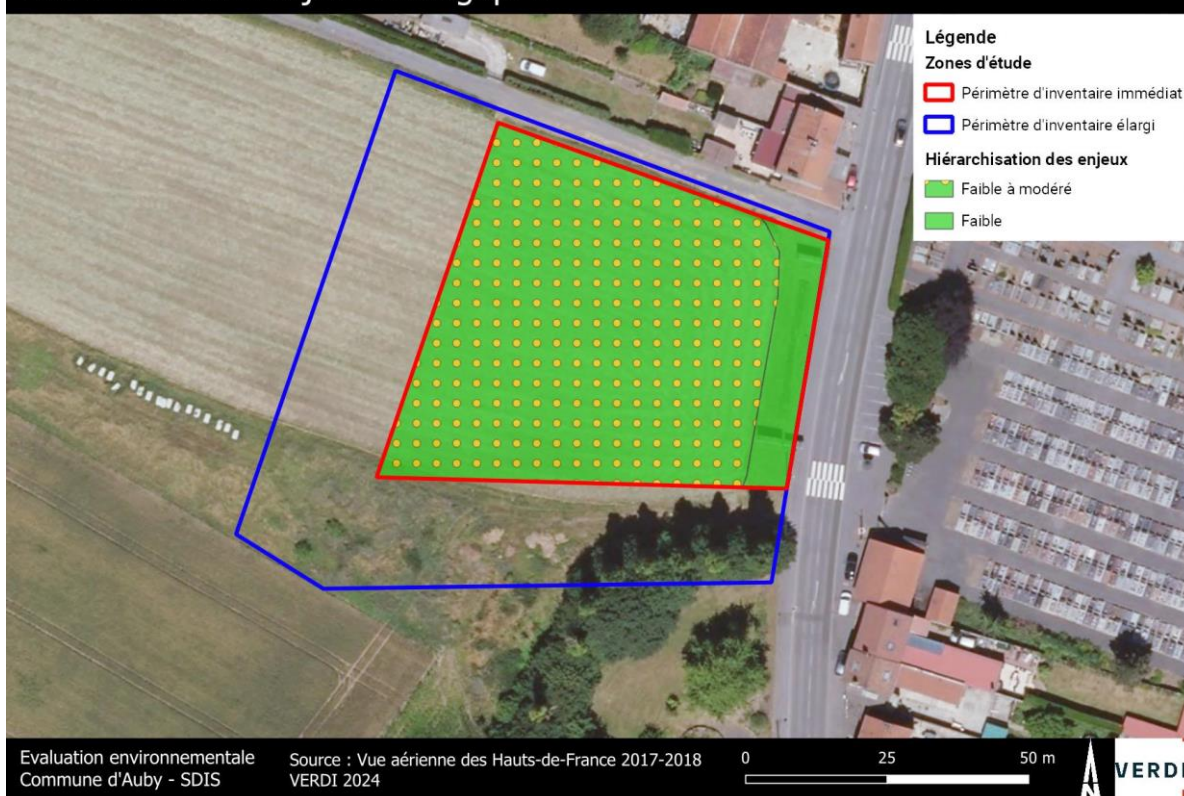 Légende
Zones d'étude
Périmètre d'inventaire immédiat
Périmètre d'inventaire élargi
Hiérarchisation des enjeux
Faible à modéré
Faible
Evaluation environnementale
Commune d'Auby - SDIS
Source : Vue aérienne des Hauts-de-France 2017-2018
VERDI 2024
0 25 50 m
N
VERDI